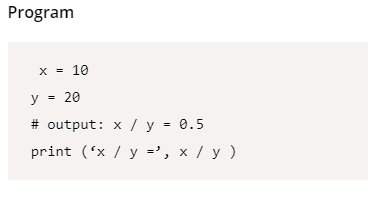 Program
x = 10
y = 20
# output: x / y = 0.5
print (‘x / y =’, x / y )